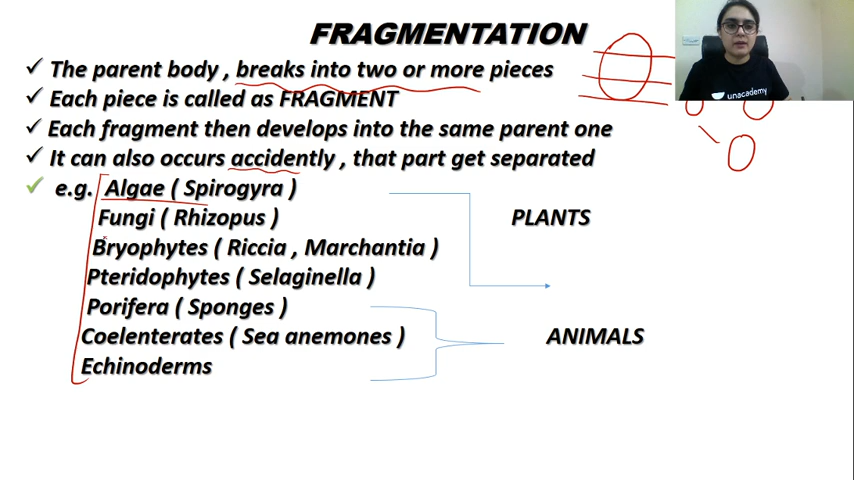 FRAGMENTATION
The parent body , breaks into two or more pieces
Each piece is called as FRAGMENT
Each fragment then develops into the same parent one
It can also occurs accidently , that part get separated
e.g. Algae ( Spirogyra )
Fungi ( Rhizopus )
PLANTS
Bryophytes ( Riccia , Marchantia )
Pteridophytes ( Selaginella )
Porifera ( Sponges )
Coelenterates ( Sea anemones )
ANIMALS
Echinoderms
unacademy